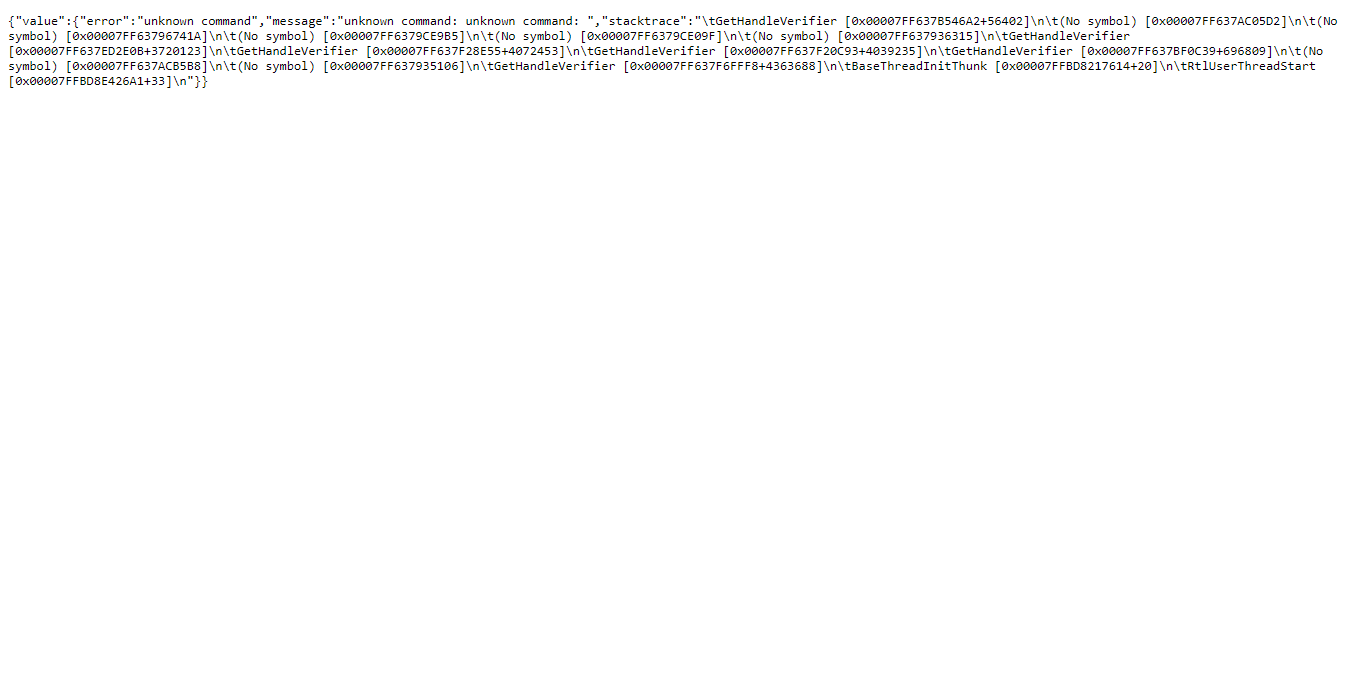 {"value":{"error":"unknown command","message":"unknown command: unknown command: ","stacktrace":"\tGetHandleVerifier [0x00007FF637B546A2+56402]\n\t(No symbol) [0x00007FF637AC05D2]\n\t(No
symbol) [0x00007FF63796741A]\n\t(No symbol) [0x00007FF6379CE9B5]\n\t(No symbol) [0x00007FF6379CE09F]\n\t(No symbol) [0x00007FF637936315]\n\tGetHandleVerifier
[0x00007FF637ED2E0B+3720123]\n\tGetHandleVerifier [0x00007FF637F28E55+4072453]\n\tGetHandleVerifier [0x00007FF637F20C93+4039235]\n\tGetHandleVerifier [0x00007FF637BF0C39+696809]\n\t(No
symbol) [0x00007FF637ACB5B8]\n\t(No symbol) [0x00007FF637935106]\n\tGetHandleVerifier [0x00007FF637F6FFF8+4363688]\n\tBaseThreadInitThunk [0x00007FFBD8217614+20]\n\tRtlUserThreadStart
[0x00007FFBD8E426A1+33]\n"}}